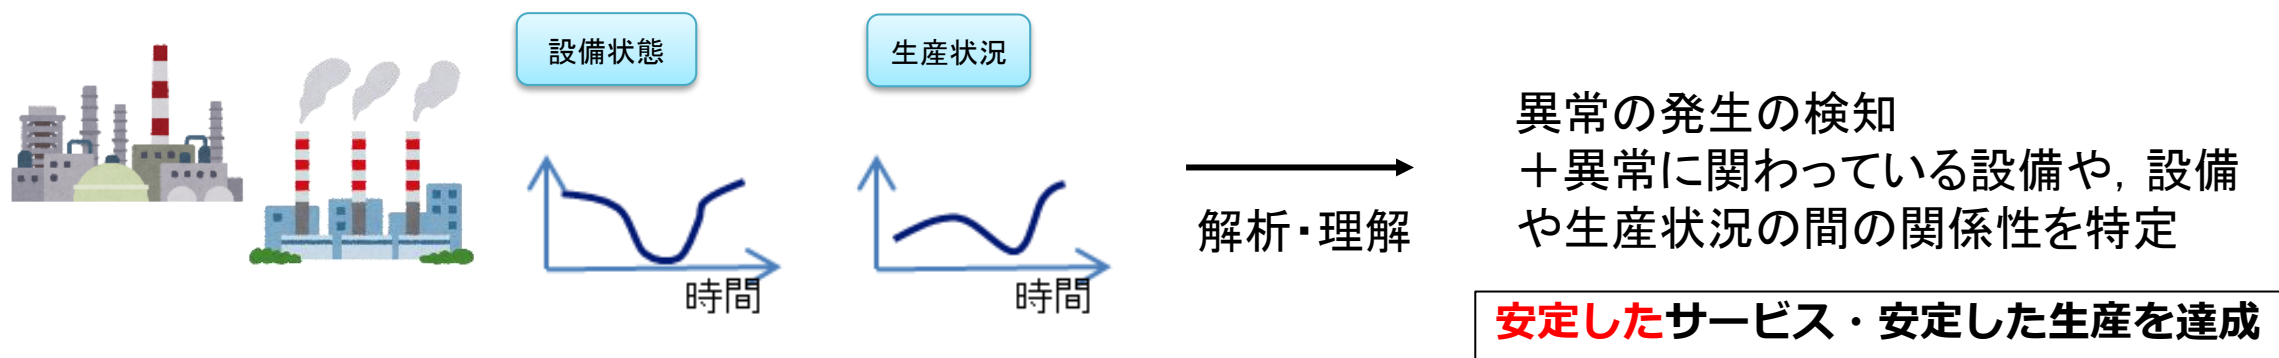 設備状態
生産状況
時間
時間
解析・理解
異常の発生の検知
＋異常に関わっている設備や, 設備
や生産状況の間の関係性を特定
安定したサービス・安定した生産を達成